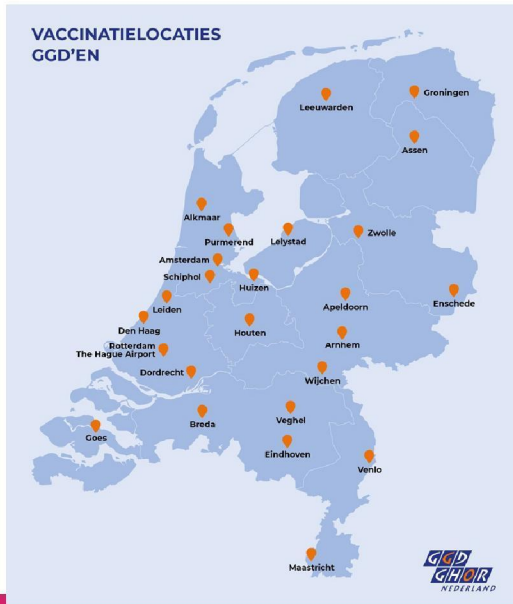 VACCINATIELOCATIES
GGD'EN
Leeuwarden
Groningen
Assen
Alkmaar
Purmerend
Lelystad
Zwolle
Amsterdam
Schiphol
Huizen
Leiden
Apeldoorn
Enschede
Den Haag
Houten
Rotterdam
The Hague Airport
Arnhem
Dordrecht
Wijchen
Breda
Veghel
Goes
Eindhoven
Venlo
Maastricht
GGD
GHOR
NEDERLAND